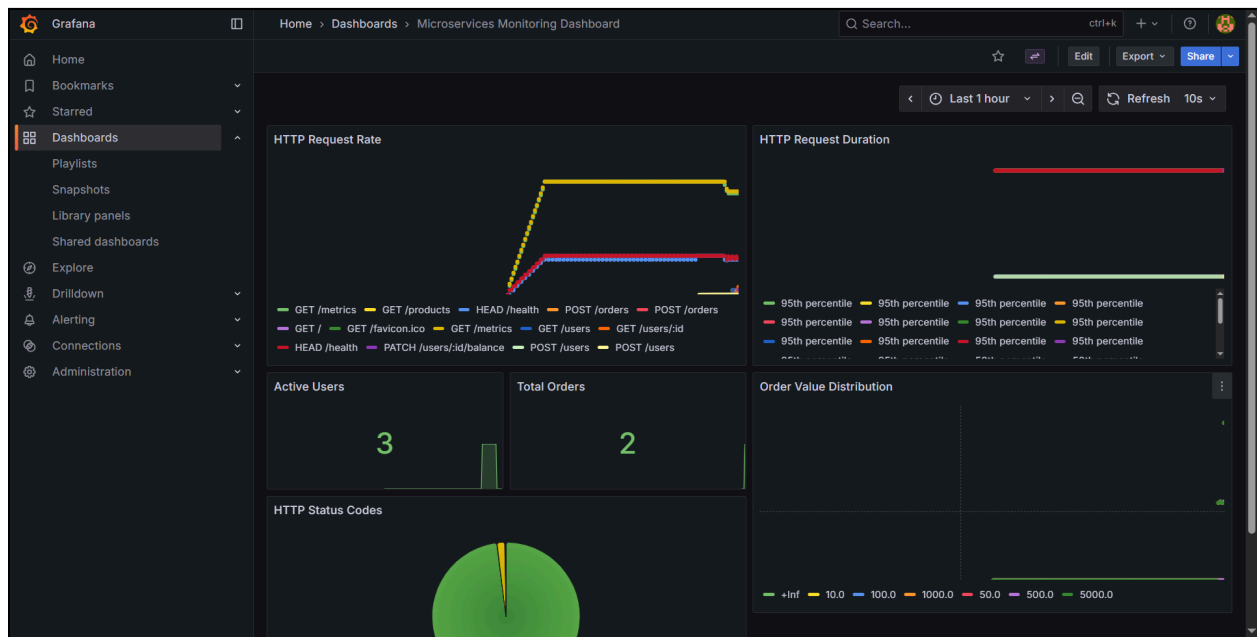 Grafana
Home > Dashboards > Microservices Monitoring Dashboard
Search...
ctrl+k
Edit
Export
Share
Home
Bookmarks
Starred
Dashboards
Playlists
Snapshots
Library panels
Shared dashboards
Explore
Drilldown
Alerting
Connections
Administration
Last 1 hour
Refresh 10s
HTTP Request Rate
GET /metrics GET /products HEAD /health POST /orders POST /orders
GET / GET /favicon.ico GET /metrics GET /users GET /users/:id
HEAD /health PATCH /users/:id/balance POST /users POST /users
HTTP Request Duration
95th percentile 95th percentile 95th percentile 95th percentile
95th percentile 95th percentile 95th percentile 95th percentile
95th percentile 95th percentile 95th percentile 95th percentile
Active Users
3
Total Orders
2
Order Value Distribution
+Inf 10.0 100.0 1000.0 50.0 500.0 5000.0
HTTP Status Codes